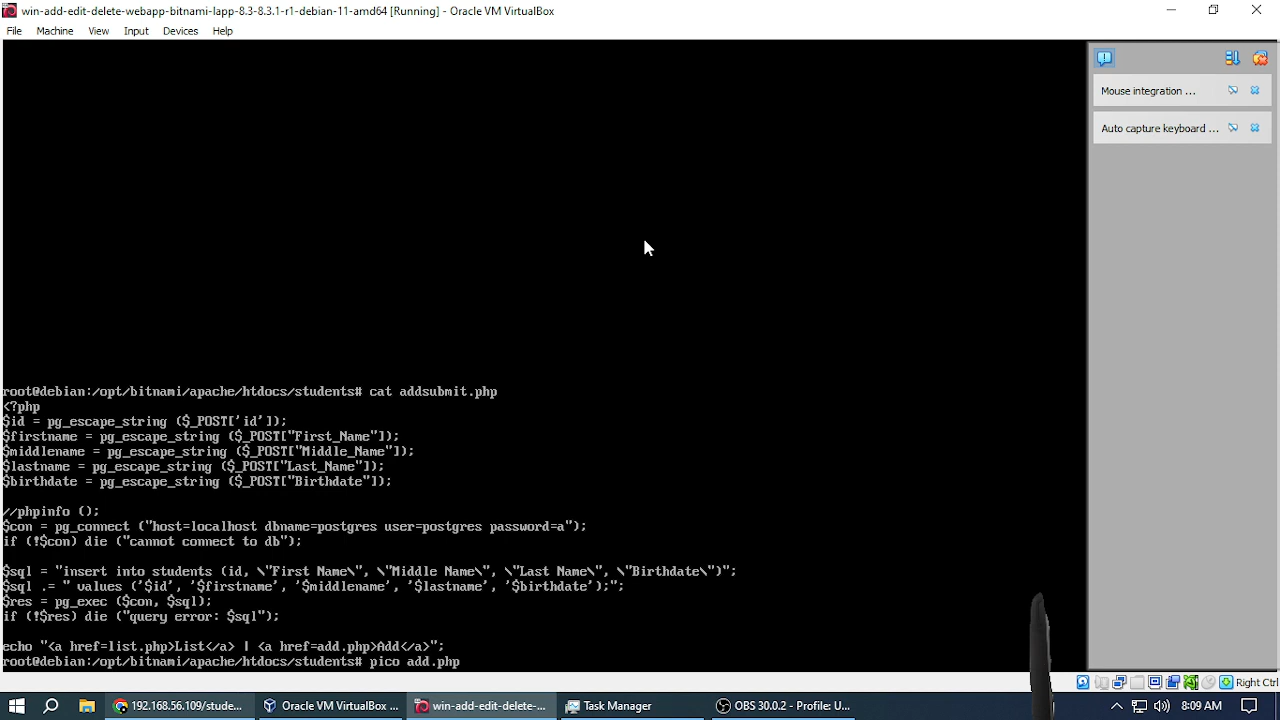 win-add-edit-delete-webapp-bitnami-lapp-8.3-8.3.1-r1-debian-11-amd64 [Running] - Oracle VM VirtualBox
File Machine View Input Devices Help
Mouse integration ...
Auto capture keyboard ...
root@debian:/opt/bitnami/apache/htdocs/students# cat addsubmit.php
<?php
$id = pg_escape_string ($_POST['id']);
$firstname = pg_escape_string ($_POST["First_Name"]);
$middlename = pg_escape_string ($_POST["Middle_Name"]);
$lastname = pg_escape_string ($_POST["Last_Name"]);
$birthdate = pg_escape_string ($_POST["Birthdate"]);
//phpinfo ();
$con = pg_connect ("host=localhost dbname=postgres user=postgres password=a");
if (!$con) die ("cannot connect to db");
$sql = "insert into students (id, \"First Name\", \"Middle Name\", \"Last Name\", \"Birthdate\")";
$sql .= " values ('$id', '$firstname', '$middlename', '$lastname', '$birthdate');";
$res = pg_exec ($con, $sql);
if (!$res) die ("query error: $sql");
echo "<a href=list.php>List</a> | <a href=add.php>Add</a>";
root@debian:/opt/bitnami/apache/htdocs/students# pico add.php
Right Ctrl
192.168.56.109/stude...
Oracle VM VirtualBox ...
win-add-edit-delete-...
Task Manager
OBS 30.0.2 - Profile: U...
8:09 AM